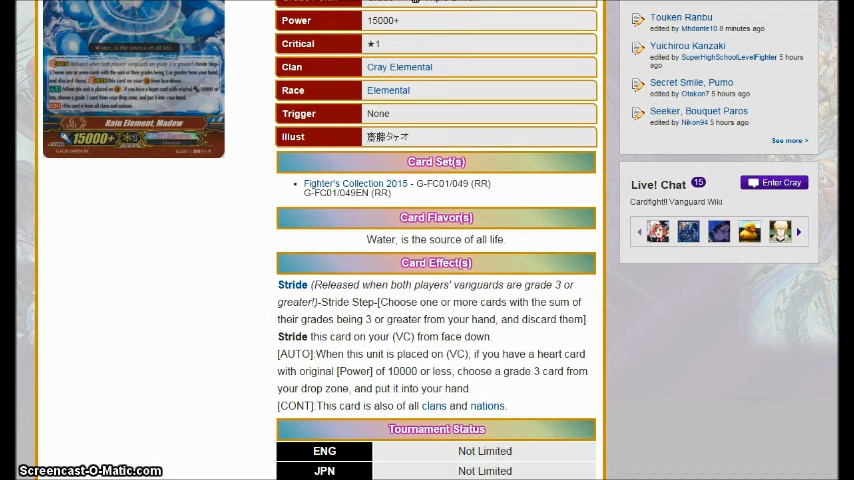 Power 15000+
Critical ★1
Clan Cray Elemental
Race Elemental
Trigger None
Illust 齋藤タケオ
Card Set(s)
Fighter's Collection 2015 - G-FC01/049 (RR)
G-FC01/049EN (RR)
Card Flavor(s)
Water, is the source of all life.
Card Effect(s)
Stride (Released when both players' vanguards are grade 3 or
greater!)-Stride Step-[Choose one or more cards with the sum of
their grades being 3 or greater from your hand, and discard them]
Stride this card on your (VC) from face down.
[AUTO]:When this unit is placed on (VC), if you have a heart card
with original [Power] of 10000 or less, choose a grade 3 card from
your drop zone, and put it into your hand.
[CONT]:This card is also of all clans and nations.
Tournament Status
ENG Not Limited
JPN Not Limited
Water, is the source of all life.
Rain Element, Madew
15000+
Touken Ranbu
edited by Mhdante10 8 minutes ago
Yuichirou Kanzaki
edited by SuperHighSchoolLevelFighter 5 hours
ago
Secret Smile, Pumo
edited by Otakon7 5 hours ago
Seeker, Bouquet Paros
edited by Nikon94 5 hours ago
See more >
Live! Chat 15
Enter Cray
Cardfight!! Vanguard Wiki
Screencast-O-Matic.com